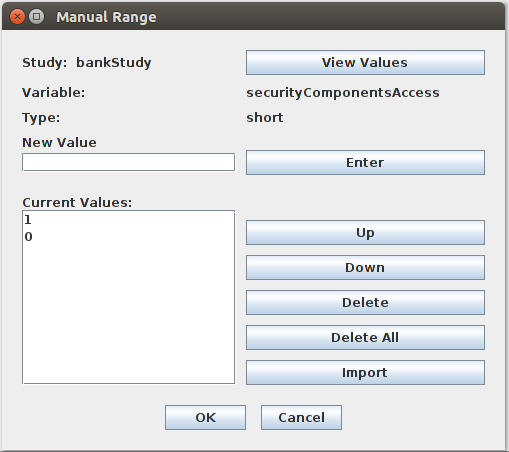 Manual Range
Study: bankStudy
View Values
Variable:
securityComponentsAccess
Type:
short
New Value
Enter
Current Values:
1
0
Up
Down
Delete
Delete All
Import
OK
Cancel